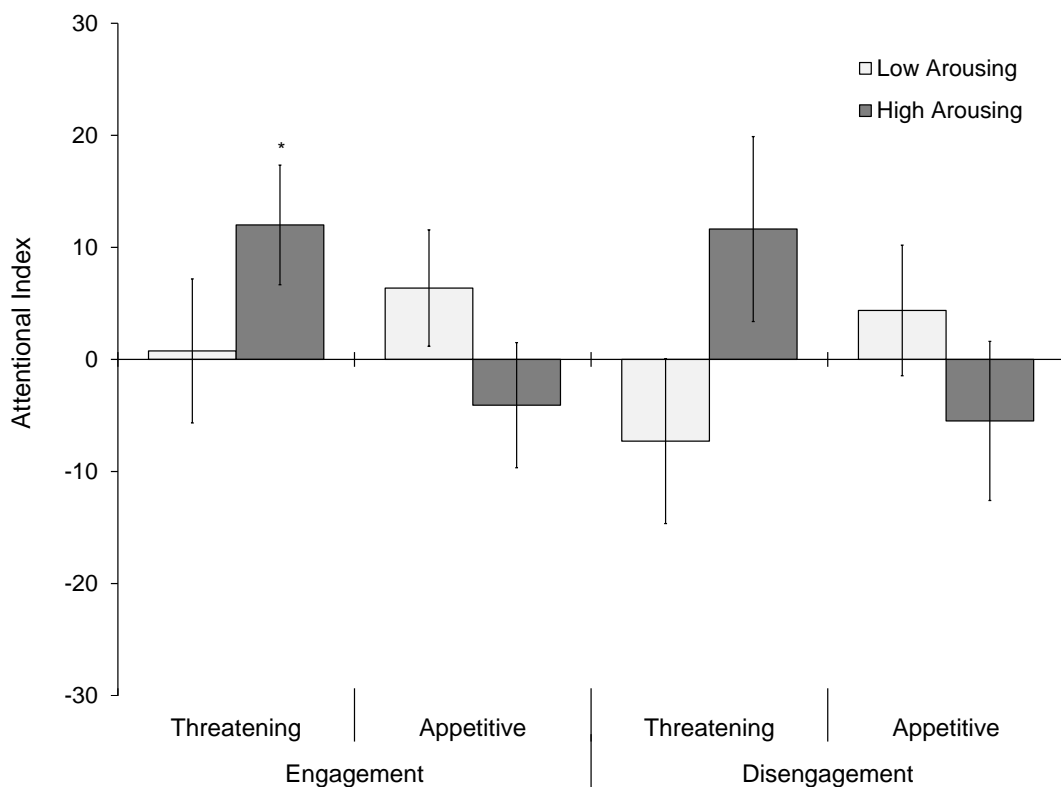 30
20
10
0
-10
-20
-30
Attentional Index
Low Arousing
High Arousing
*
Threatening Appetitive Threatening Appetitive
Engagement Disengagement